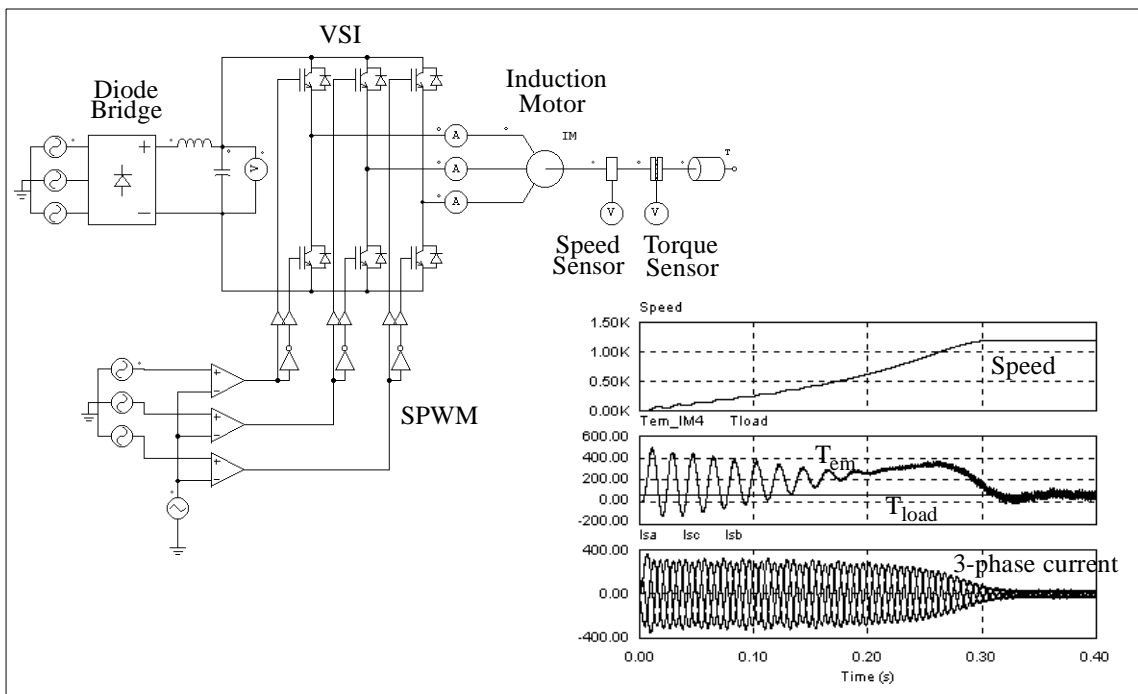 VSI
Diode
Bridge
Induction
Motor
IM
A
A
A
V
T
V
V
Speed
Sensor
Torque
Sensor
SPWM
Speed
1.50K
1.00K
0.50K
0.00K
Speed
Tem_IM4 Tload
600.00
400.00
200.00
0.00
-200.00
Tem
Tload
Isa Isc Isb
400.00
0.00
-400.00
3-phase current
0.00 0.10 0.20 0.30 0.40
Time (s)